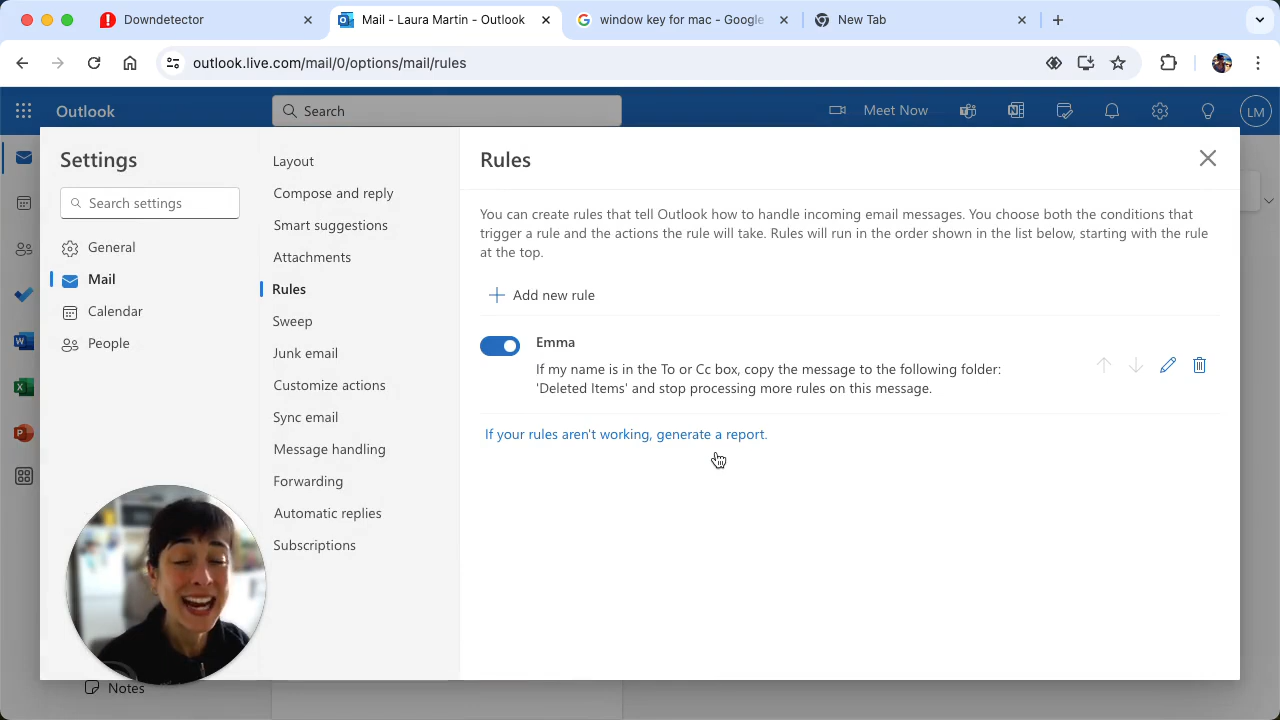 Downdetector
Mail - Laura Martin - Outlook
window key for mac - Google
New Tab
outlook.live.com/mail/0/options/mail/rules
Outlook
Search
Meet Now
LM
Settings
Search settings
General
Mail
Calendar
People
Layout
Compose and reply
Smart suggestions
Attachments
Rules
Sweep
Junk email
Customize actions
Sync email
Message handling
Forwarding
Automatic replies
Subscriptions
Rules
You can create rules that tell Outlook how to handle incoming email messages. You choose both the conditions that
trigger a rule and the actions the rule will take. Rules will run in the order shown in the list below, starting with the rule
at the top.
Add new rule
Emma
If my name is in the To or Cc box, copy the message to the following folder:
'Deleted Items' and stop processing more rules on this message.
If your rules aren't working, generate a report.
Notes